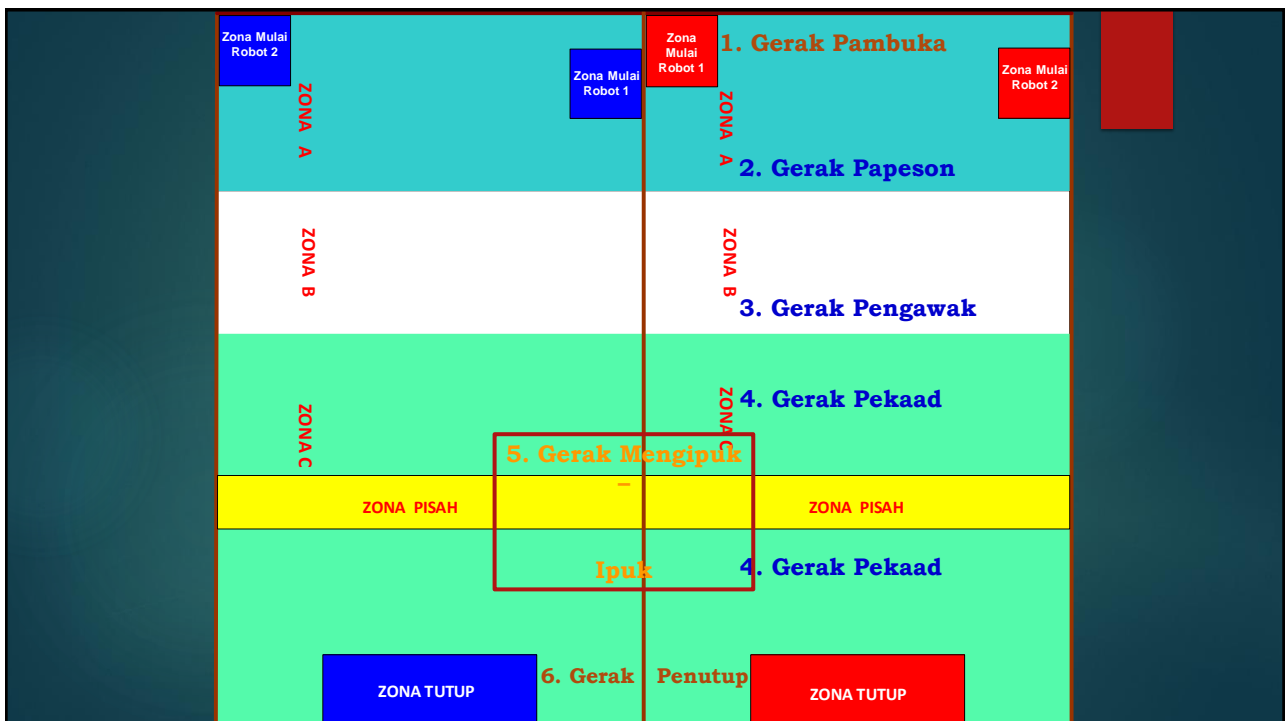 Zona Mulai
Robot 2
Zona Mulai
Robot 1
Zona
Mulai
Robot 1
1. Gerak Pambuka
Zona Mulai
Robot 2
ZONA A
ZONA A
2. Gerak Papeson
ZONA B
ZONA B
3. Gerak Pengawak
ZONA C
ZONA C
4. Gerak Pekaad
5. Gerak Mengipuk
–
Ipuk
ZONA PISAH
ZONA PISAH
4. Gerak Pekaad
6. Gerak Penutup
ZONA TUTUP
ZONA TUTUP